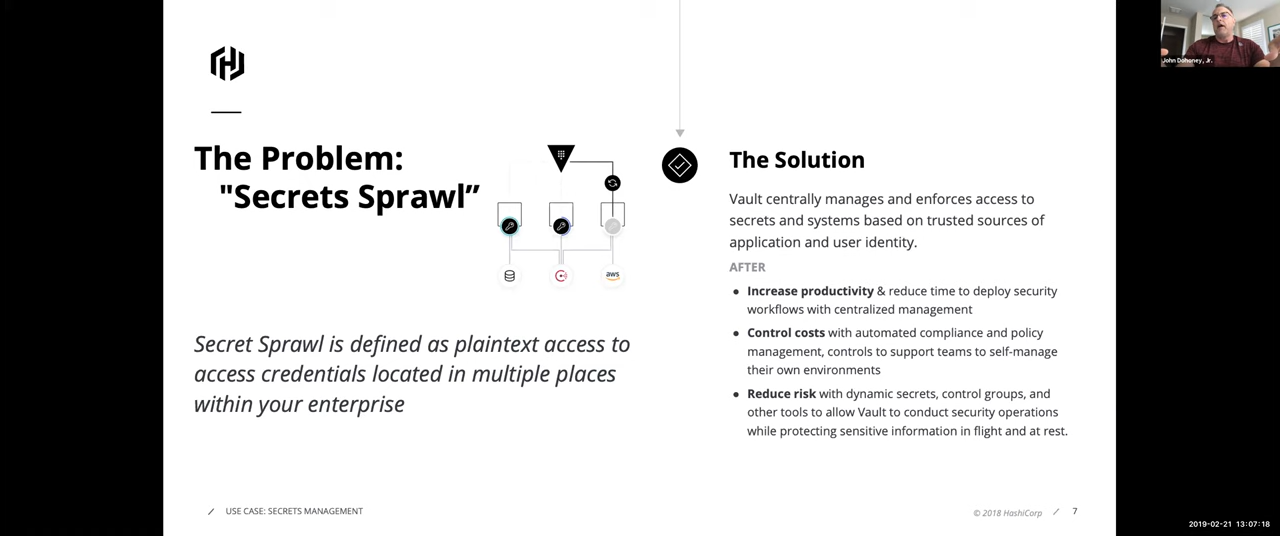 The Problem:
"Secrets Sprawl”
aws
Secret Sprawl is defined as plaintext access to
access credentials located in multiple places
within your enterprise
The Solution
Vault centrally manages and enforces access to
secrets and systems based on trusted sources of
application and user identity.
AFTER
• Increase productivity & reduce time to deploy security
workflows with centralized management
• Control costs with automated compliance and policy
management, controls to support teams to self-manage
their own environments
• Reduce risk with dynamic secrets, control groups, and
other tools to allow Vault to conduct security operations
while protecting sensitive information in flight and at rest.
USE CASE: SECRETS MANAGEMENT
© 2018 HashiCorp
7
John Dohoney, Jr.
2019-02-21 13:07:18